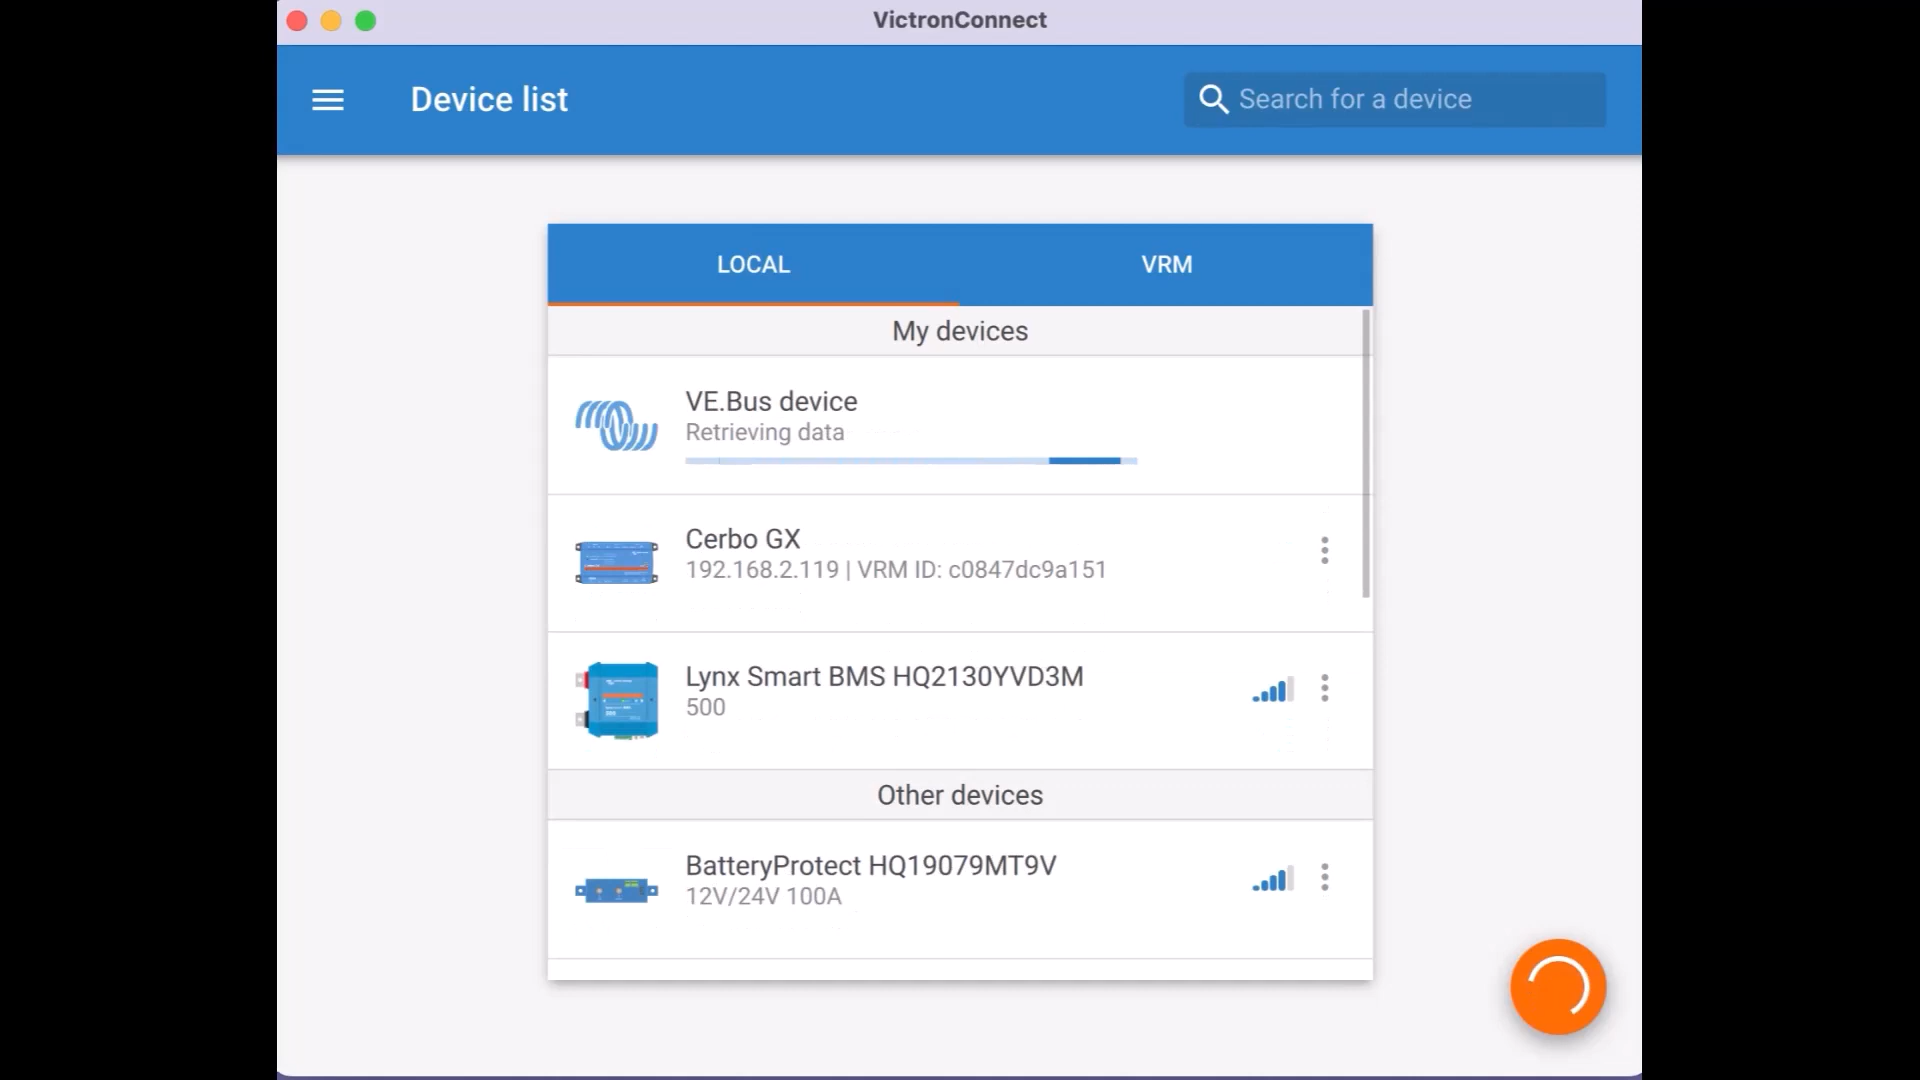 VictronConnect
Device list
Search for a device
LOCAL
VRM
My devices
VE.Bus device
Retrieving data
Cerbo GX
192.168.2.119 | VRM ID: c0847dc9a151
Lynx Smart BMS HQ2130YVD3M
500
Other devices
BatteryProtect HQ19079MT9V
12V/24V 100A